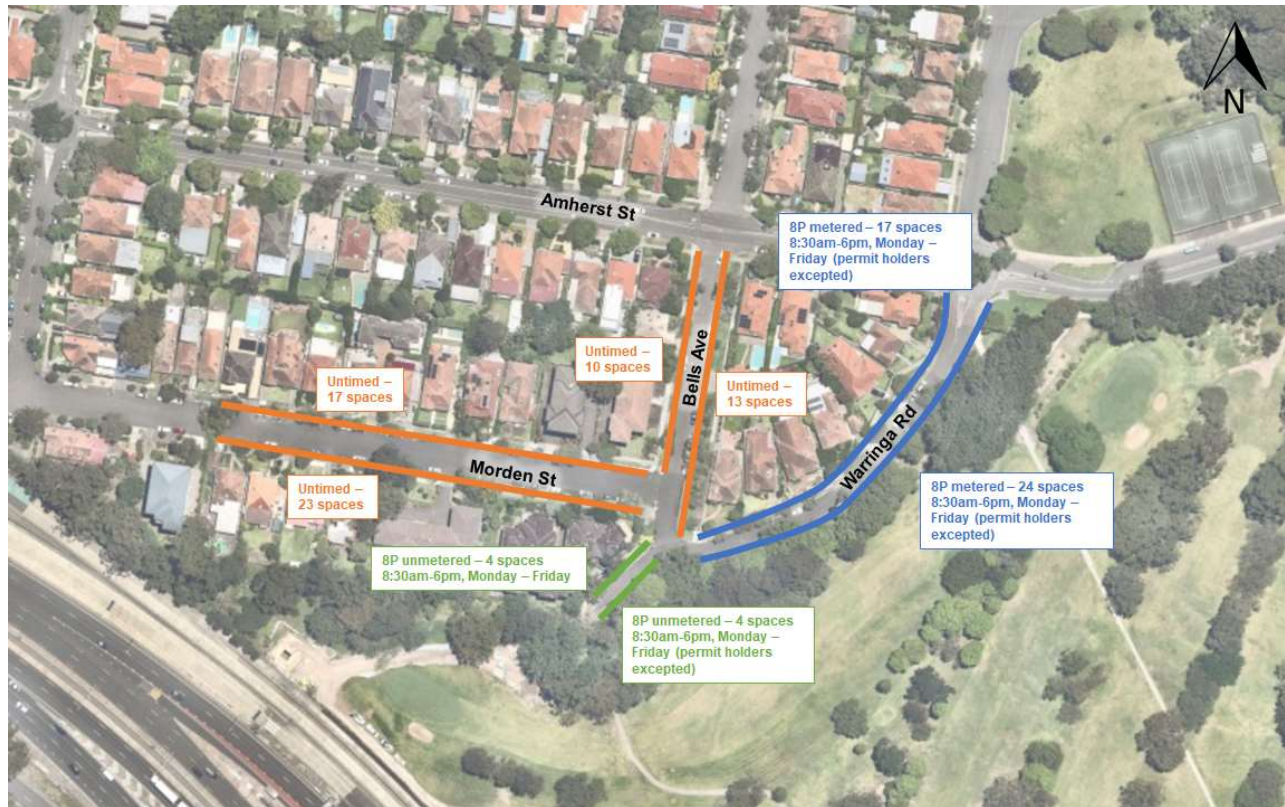 N
Amherst St
8P metered – 17 spaces
8:30am-6pm, Monday –
Friday (permit holders
excepted)
Untimed –
10 spaces
Bells Ave
Untimed –
13 spaces
Untimed –
17 spaces
Morden St
Warringa Rd
Untimed –
23 spaces
8P metered – 24 spaces
8:30am-6pm, Monday –
Friday (permit holders
excepted)
8P unmetered – 4 spaces
8:30am-6pm, Monday – Friday
8P unmetered – 4 spaces
8:30am-6pm, Monday –
Friday (permit holders
excepted)